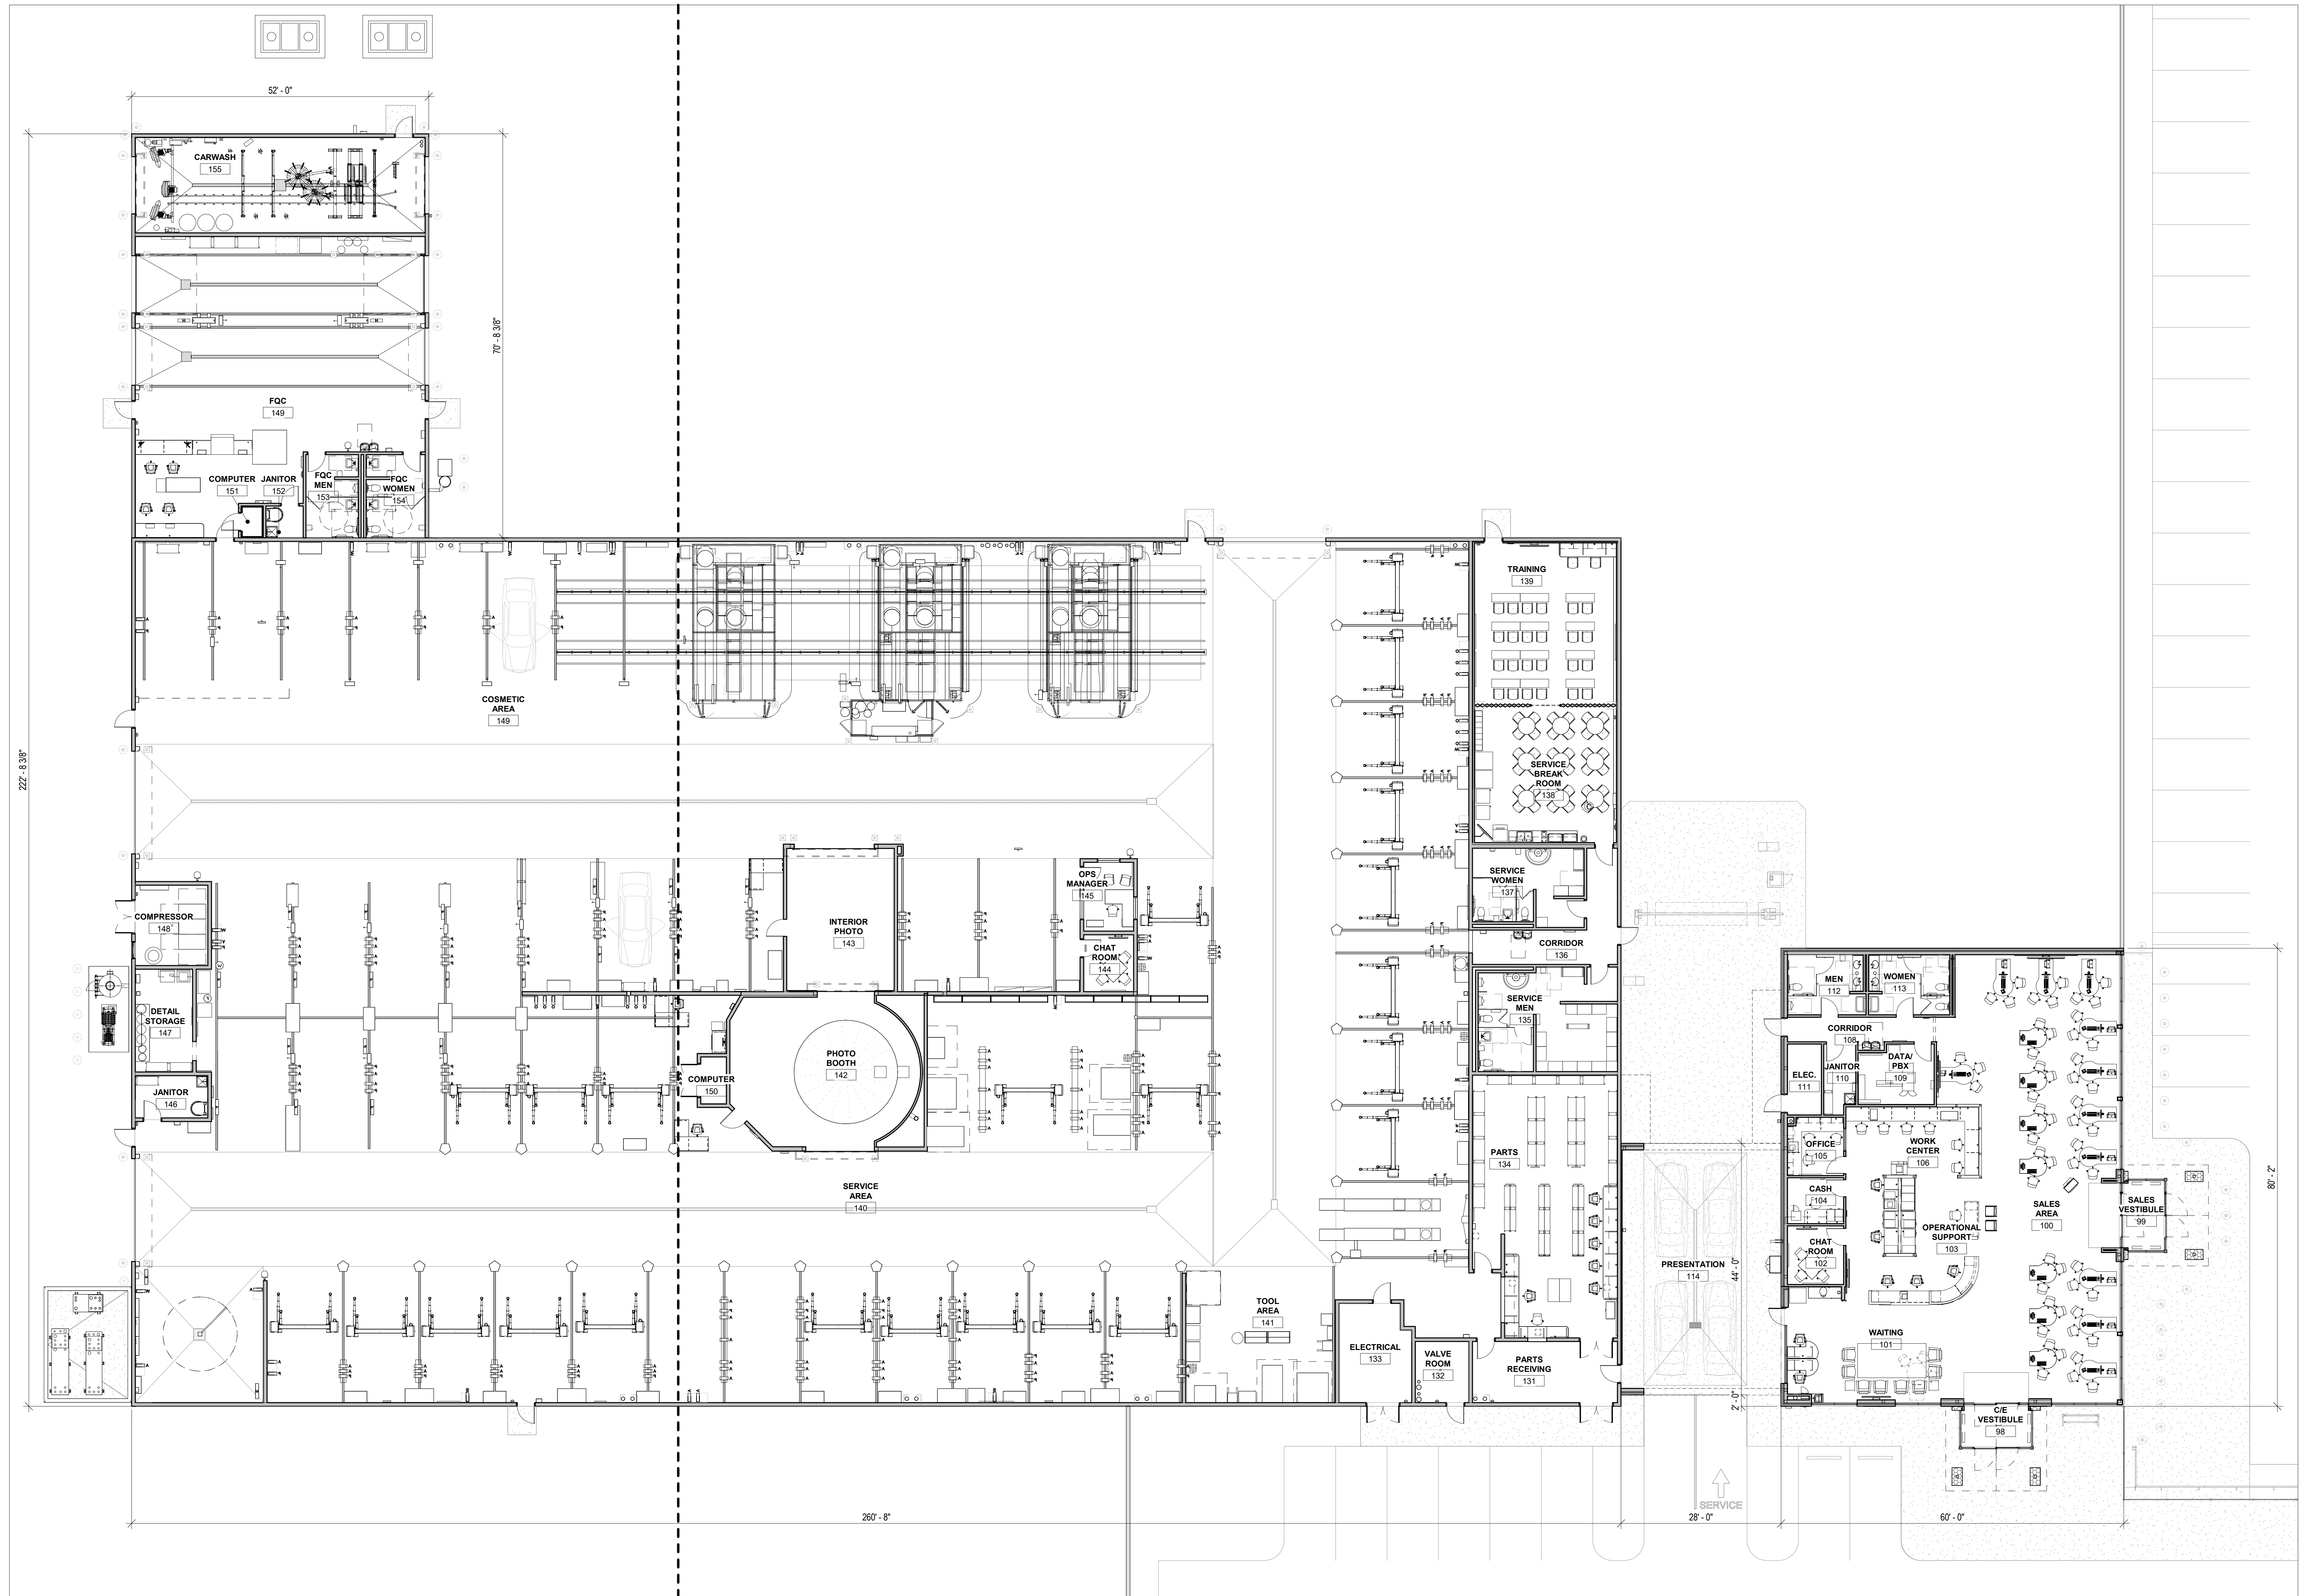 52' - 0"
CARWASH
155
70' - 8 3/8"
222' - 8 3/8"
FQC
149
COMPUTER
151
JANITOR
152
FQC
MEN
153
FQC
WOMEN
154
TRAINING
139
COSMETIC
AREA
149
SERVICE
BREAK
ROOM
138
OPS
MANAGER
145
SERVICE
WOMEN
137
COMPRESSOR
148
INTERIOR
PHOTO
143
CHAT
ROOM
144
CORRIDOR
136
MEN
112
WOMEN
113
DETAIL
STORAGE
147
SERVICE
MEN
135
CORRIDOR
108
PHOTO
BOOTH
142
DATA/
PBX
109
ELEC.
111
JANITOR
110
COMPUTER
150
JANITOR
146
OFFICE
105
WORK
CENTER
106
PARTS
134
SERVICE
AREA
140
CASH
104
SALES
AREA
100
SALES
VESTIBULE
99
80' - 2"
OPERATIONAL
SUPPORT
103
CHAT
ROOM
102
PRESENTATION
114
44' - 0"
TOOL
AREA
141
WAITING
101
ELECTRICAL
133
VALVE
ROOM
132
PARTS
RECEIVING
131
2' - 0"
C/E
VESTIBULE
98
SERVICE
260' - 8"
28' - 0"
60' - 0"